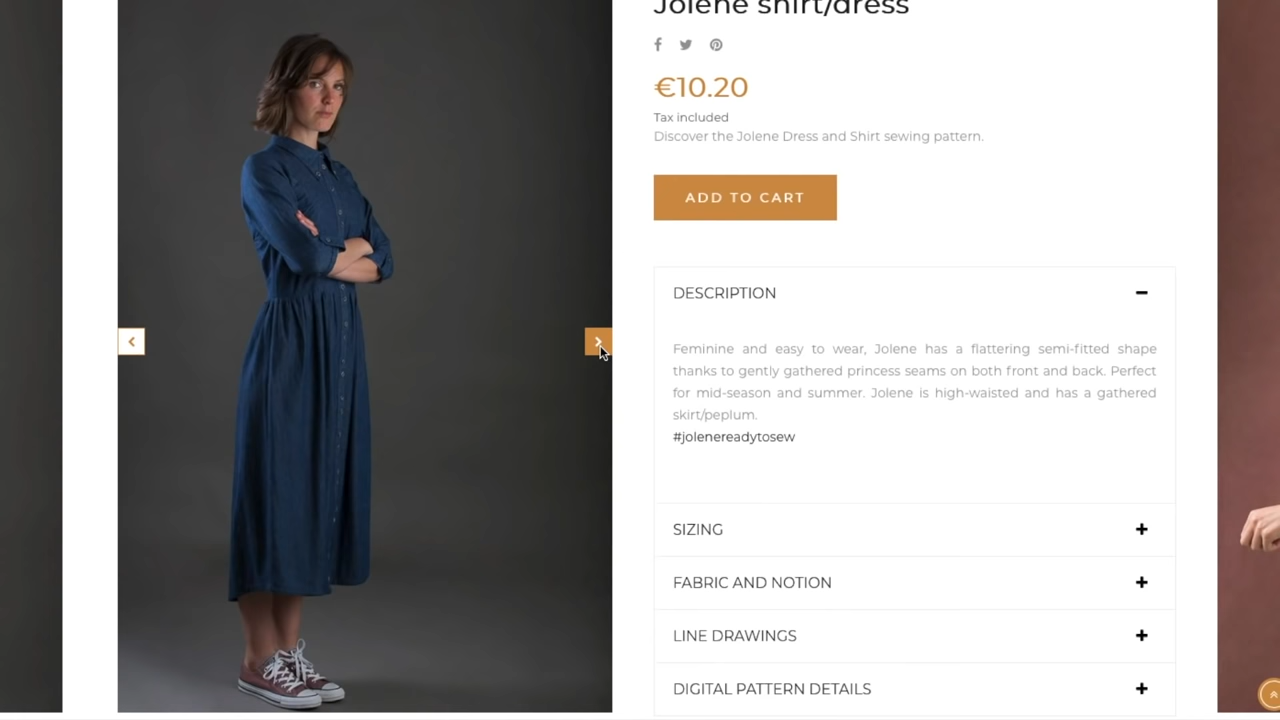 Jolene shirt/dress
€10.20
Tax included
Discover the Jolene Dress and Shirt sewing pattern.
ADD TO CART
DESCRIPTION
Feminine and easy to wear, Jolene has a flattering semi-fitted shape
thanks to gently gathered princess seams on both front and back. Perfect
for mid-season and summer. Jolene is high-waisted and has a gathered
skirt/peplum.
#jolenereadytosew
SIZING
FABRIC AND NOTION
LINE DRAWINGS
DIGITAL PATTERN DETAILS